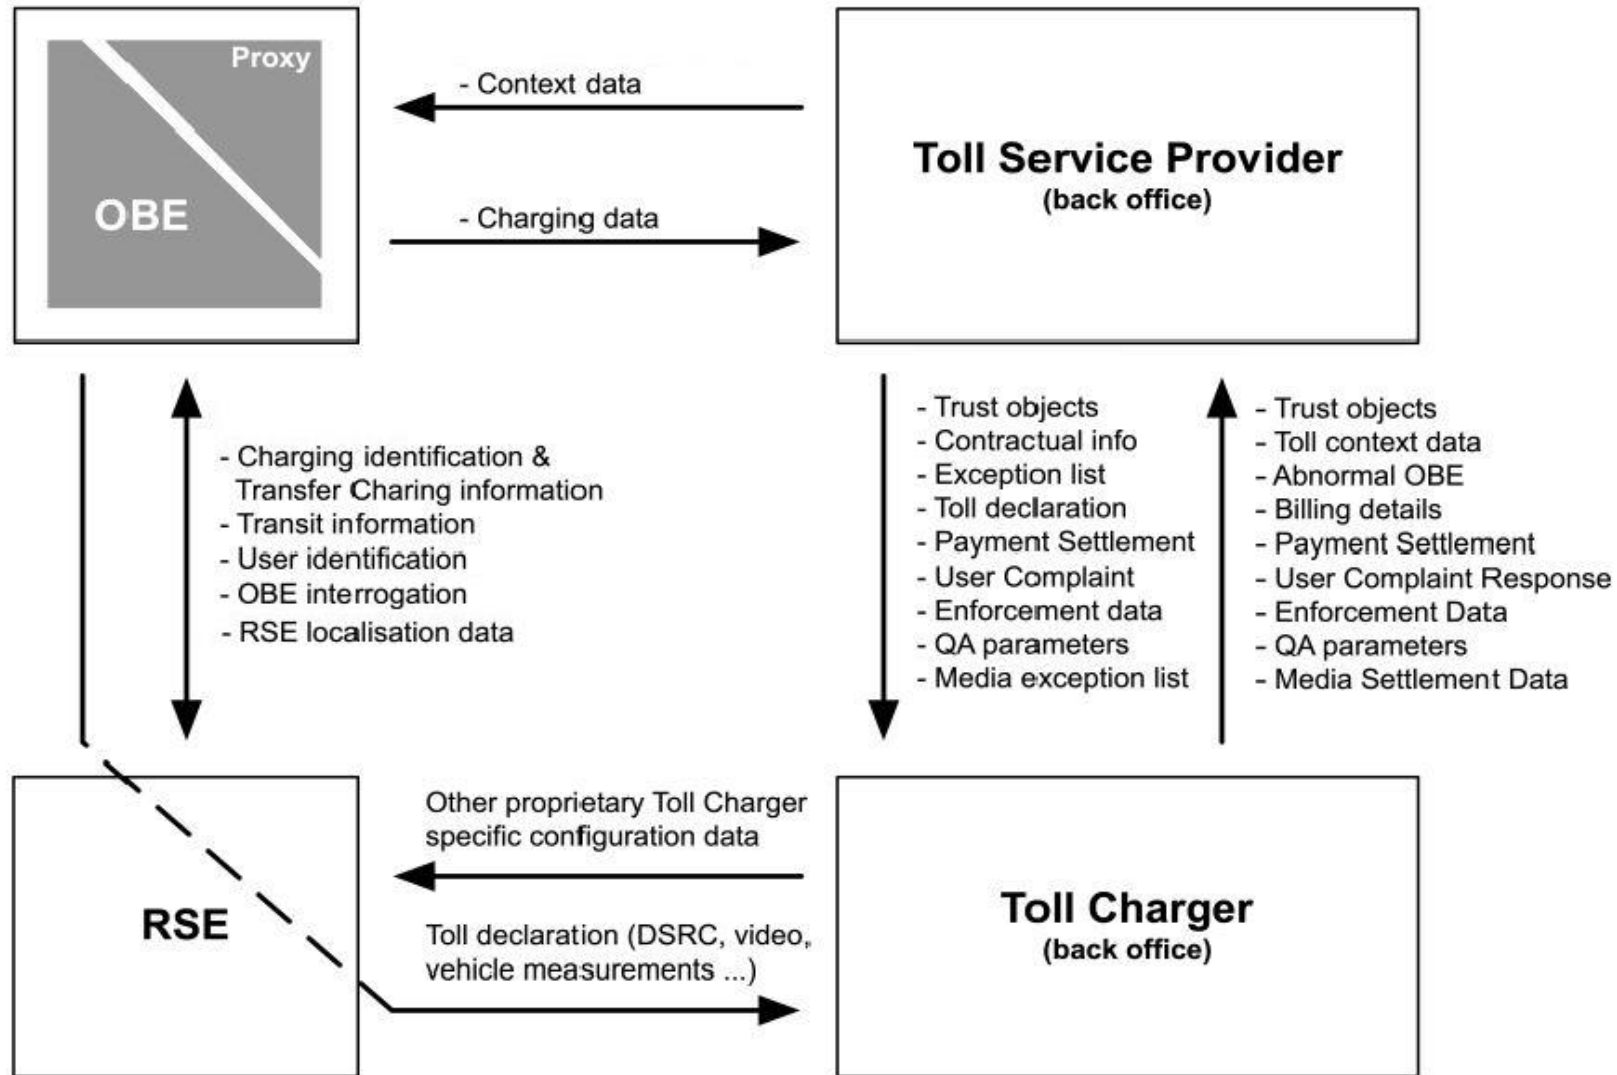 Proxy
OBE
- Context data
- Charging data
Toll Service Provider
(back office)
- Charging identification &
Transfer Charing information
- Transit information
- User identification
- OBE interrogation
- RSE localisation data
- Trust objects
- Contractual info
- Exception list
- Toll declaration
- Payment Settlement
- User Complaint
- Enforcement data
- QA parameters
- Media exception list
- Trust objects
- Toll context data
- Abnormal OBE
- Billing details
- Payment Settlement
- User Complaint Response
- Enforcement Data
- QA parameters
- Media Settlement Data
RSE
Other proprietary Toll Charger
specific configuration data
Toll declaration (DSRC, video,
vehicle measurements ...)
Toll Charger
(back office)